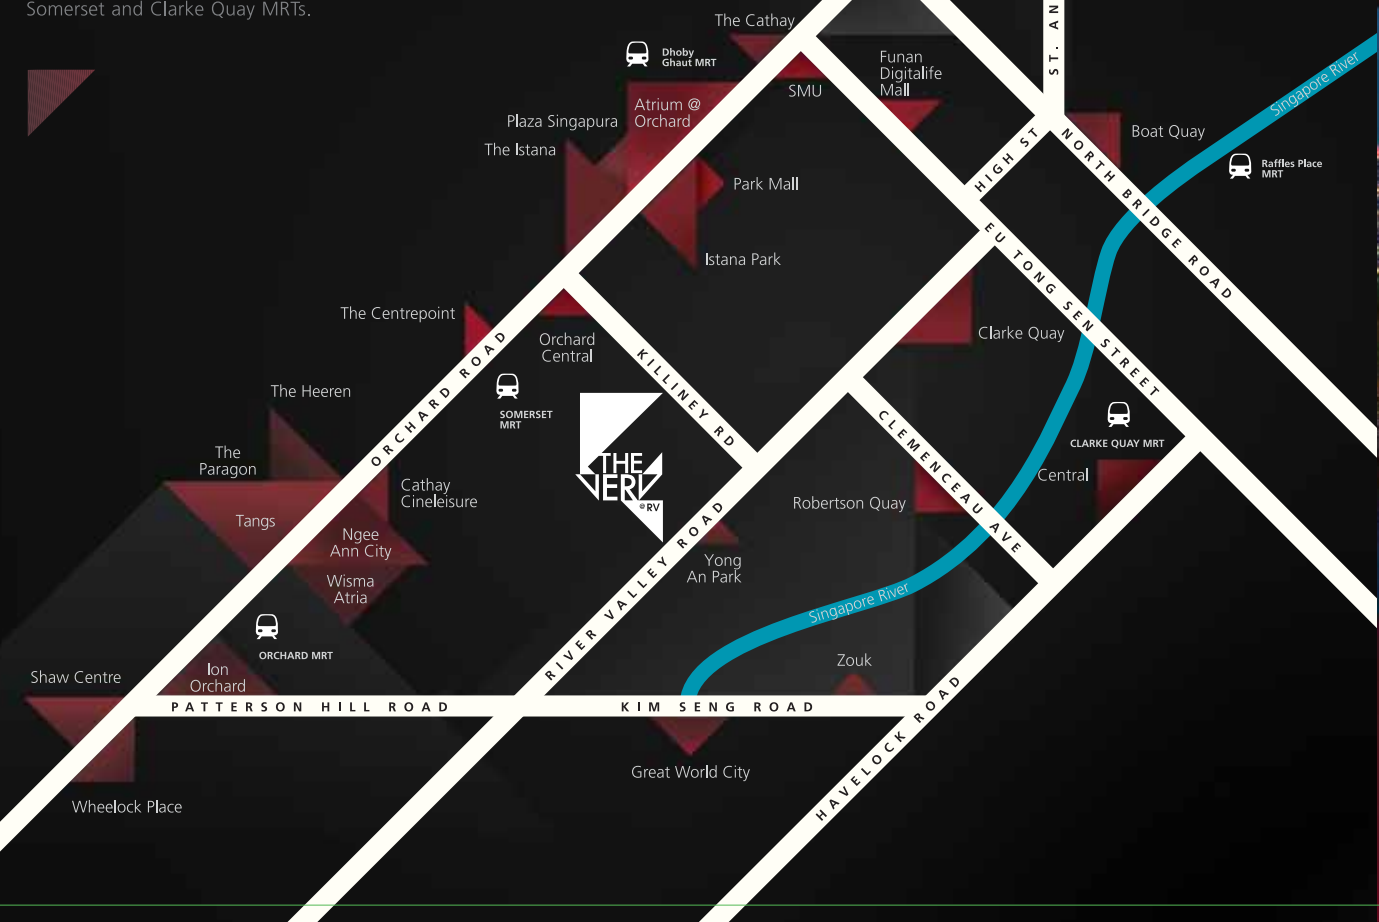 Somerset and Clarke Quay MRTs.
The Cathay
ST. AN
Dhoby
Ghaut MRT
Funan
Digitalife
Mall
Singapore River
SMU
Atrium @
Orchard
Plaza Singapura
The Istana
Boat Quay
HIGH ST
NORTH BRIDGE ROAD
Raffles Place
MRT
Park Mall
EU TONG SEN STREET
Istana Park
The Centrepoint
Orchard
Central
Clarke Quay
ORCHARD ROAD
KILLINEY RD
SOMERSET
MRT
The Heeren
CLEMENCEAU AVE
CLARKE QUAY MRT
The
Paragon
THE
VERV
@RV
Central
Cathay
Cineleisure
Robertson Quay
Tangs
Ngee
Ann City
Yong
An Park
Wisma
Atria
RIVER VALLEY ROAD
Singapore River
ORCHARD MRT
Zouk
Shaw Centre
Ion
Orchard
PATTERSON HILL ROAD
KIM SENG ROAD
HAVELOCK ROAD
Great World City
Wheelock Place